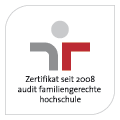 Zertifikat seit 2008
audit familiengerechte
hochschule